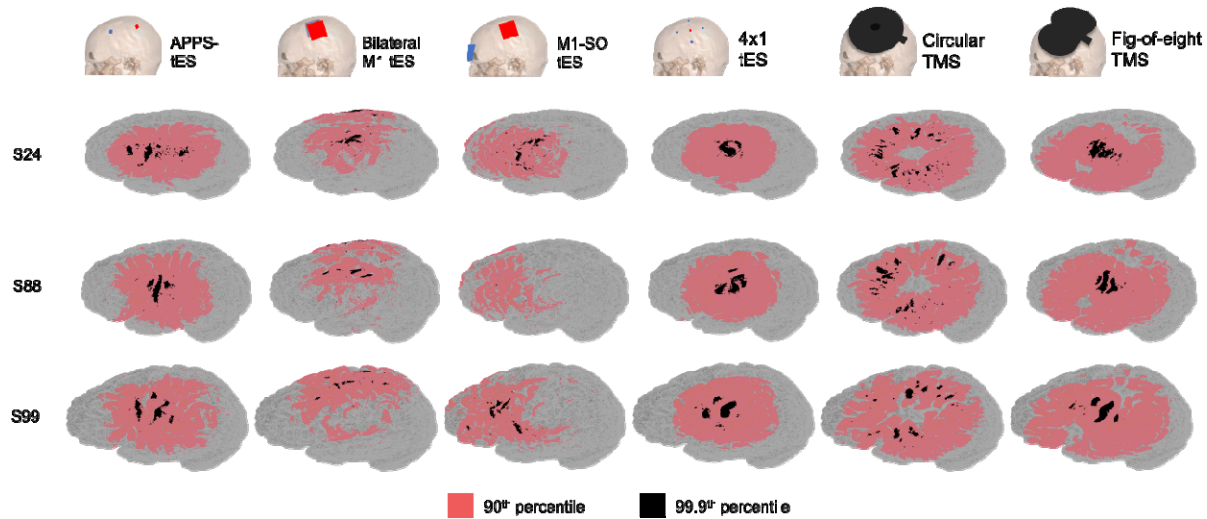 APPS-
tES
Bilateral
M* tES
M1-SO
tES
4x1
tES
Circular
TMS
Fig-of-eight
TMS
S24
S88
S99
90th percentile
99.9th percentile